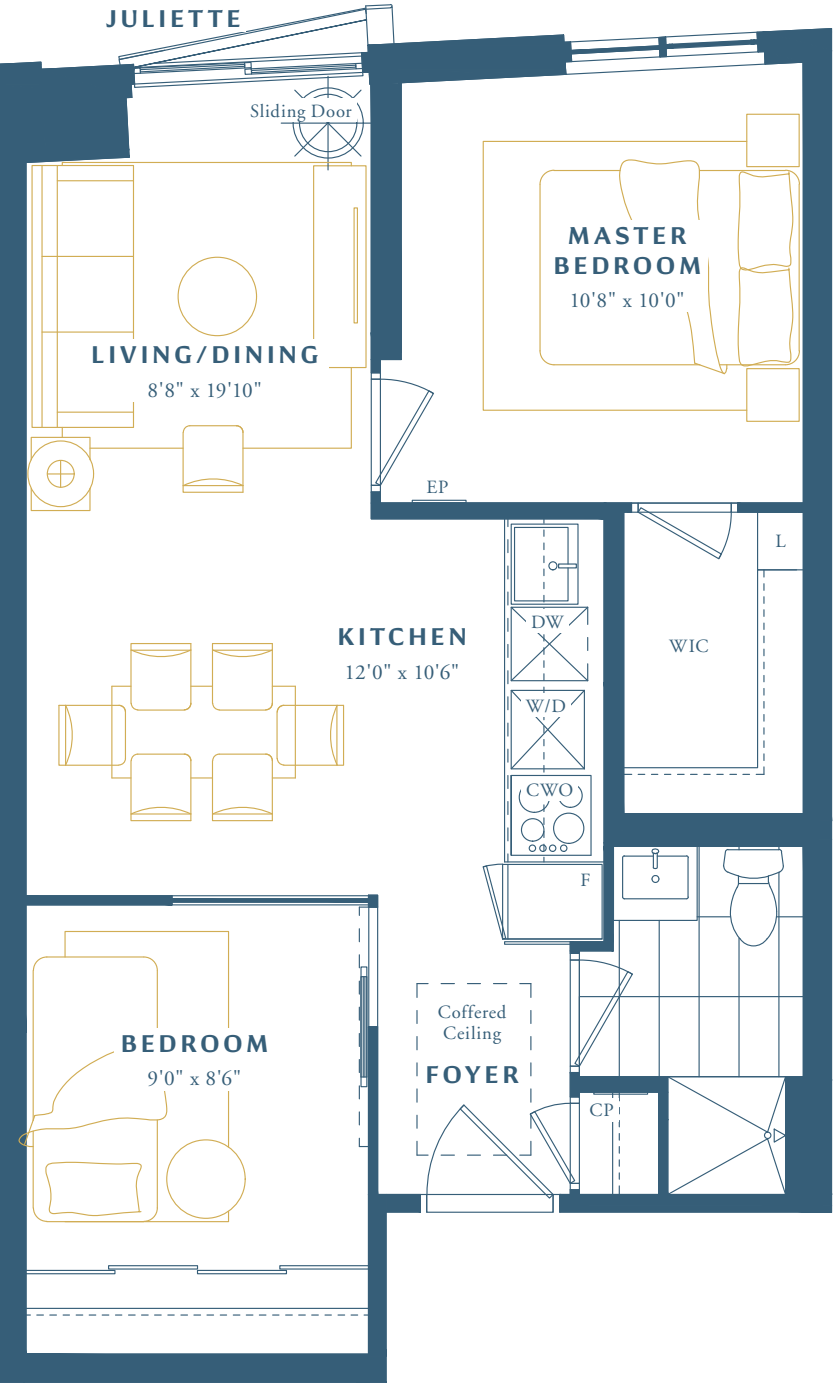 JULIETTE
Sliding Door
MASTER
BEDROOM
10'8" x 10'0"
LIVING/DINING
8'8" x 19'10"
EP
L
DW
KITCHEN
12'0" x 10'6"
WIC
W/D
CWO
F
Coffered
Ceiling
FOYER
BEDROOM
9'0" x 8'6"
CP